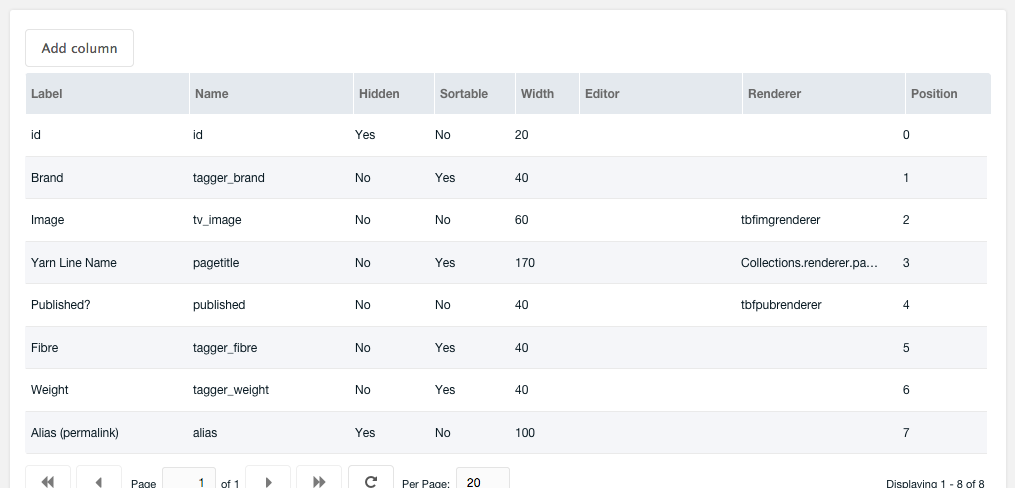 Add column
Label Name Hidden Sortable Width Editor Renderer Position
id id Yes No 20 0
Brand tagger_brand No Yes 40 1
Image tv_image No No 60 tbfimgrenderer 2
Yarn Line Name pagetitle No Yes 170 Collections.renderer.pa... 3
Published? published No No 40 tbfpubrenderer 4
Fibre tagger_fibre No Yes 40 5
Weight tagger_weight No Yes 40 6
Alias (permalink) alias Yes No 100 7
Page 1 of 1 Per Page: 20 Displaying 1 - 8 of 8